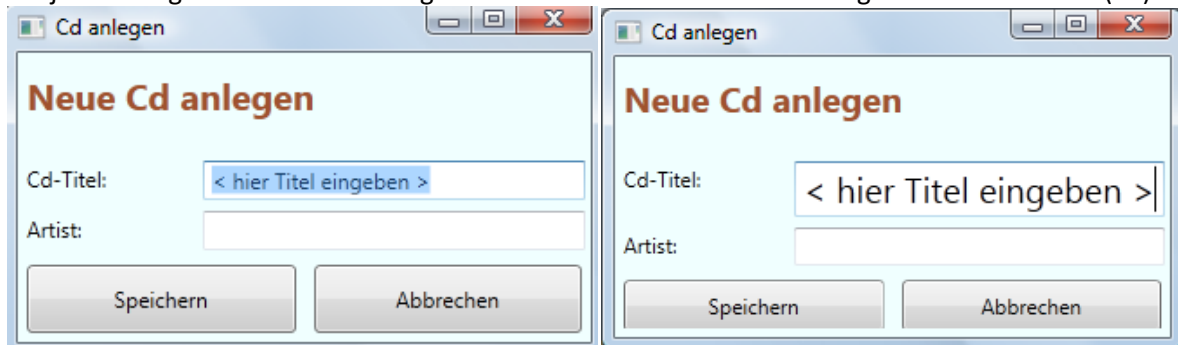 Cd anlegen
Neue Cd anlegen
Cd-Titel: < hier Titel eingeben >
Artist:
Speichern Abbrechen
Cd anlegen
Neue Cd anlegen
Cd-Titel: < hier Titel eingeben >
Artist:
Speichern Abbrechen